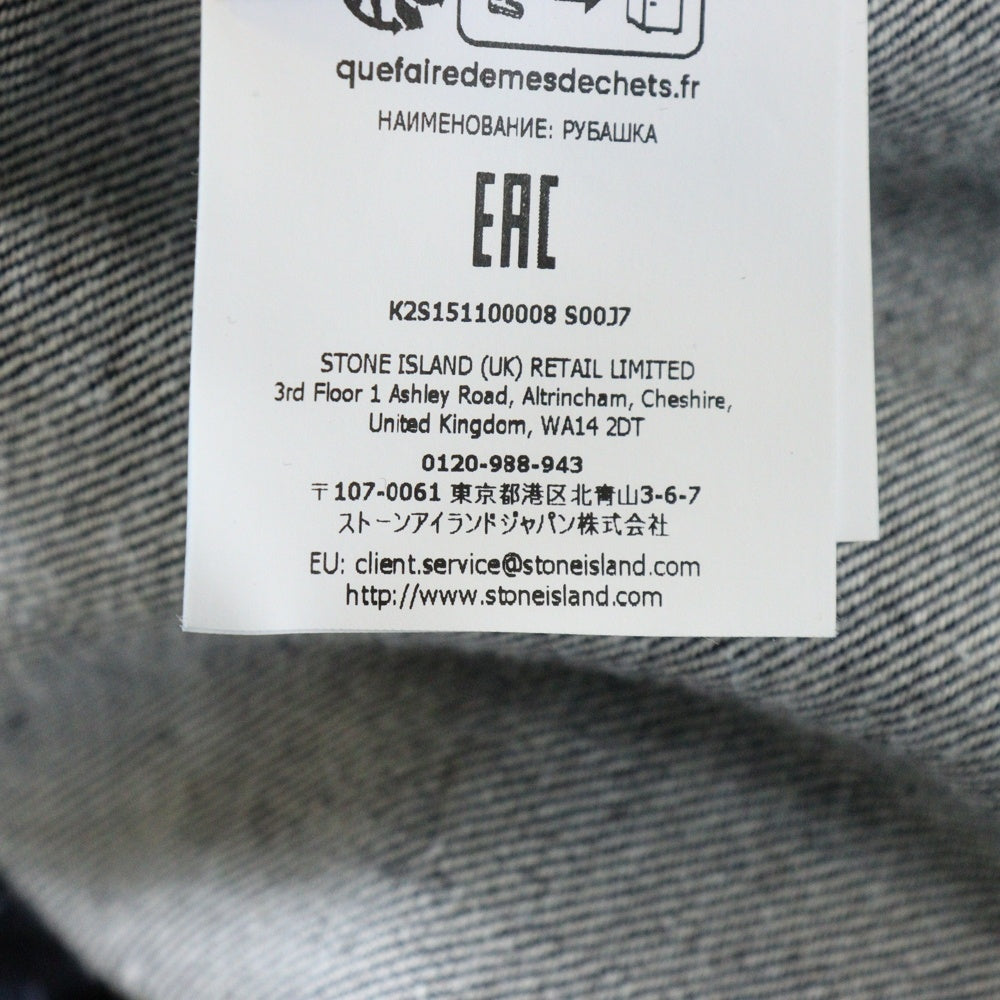 quefairedemesdechets.fr
НАИМЕНОВАНИЕ: РУБАШКА
EAC
K2S151100008 S00J7
STONE ISLAND (UK) RETAIL LIMITED
3rd Floor 1 Ashley Road, Altrincham, Cheshire,
United Kingdom, WA14 2DT
0120-988-943
〒107-0061 東京都港区北青山3-6-7
ストーンアイランドジャパン株式会社
EU: client.service@stoneisland.com
http://www.stoneisland.com